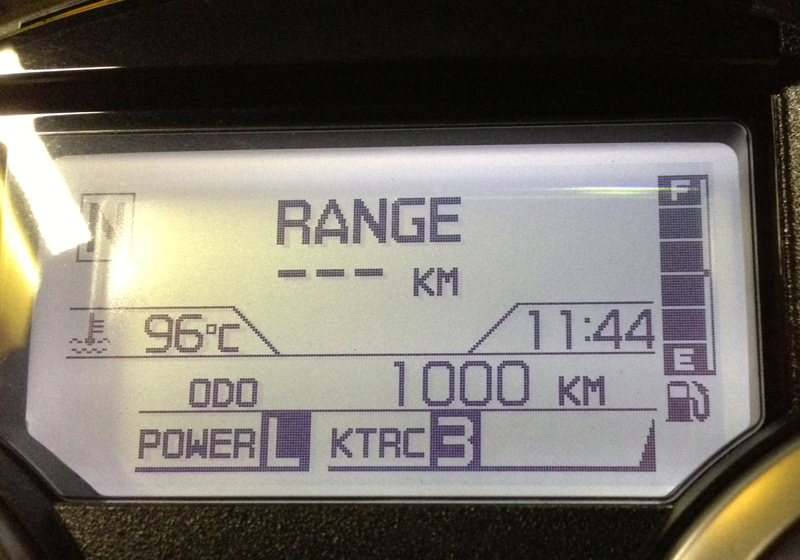 N
RANGE
F
--- KM
96°C
11:44
E
ODO 1000 KM
POWER L KTRC 3